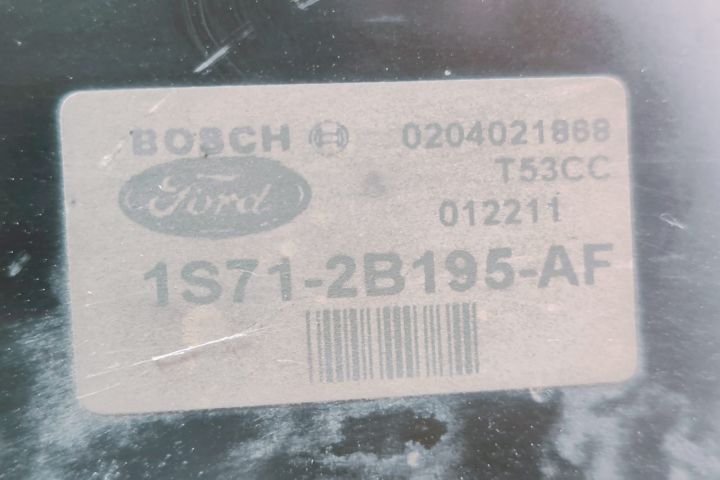 BOSCH 0204021868
T53CC
Ford
012211
1S71-2B195-AF